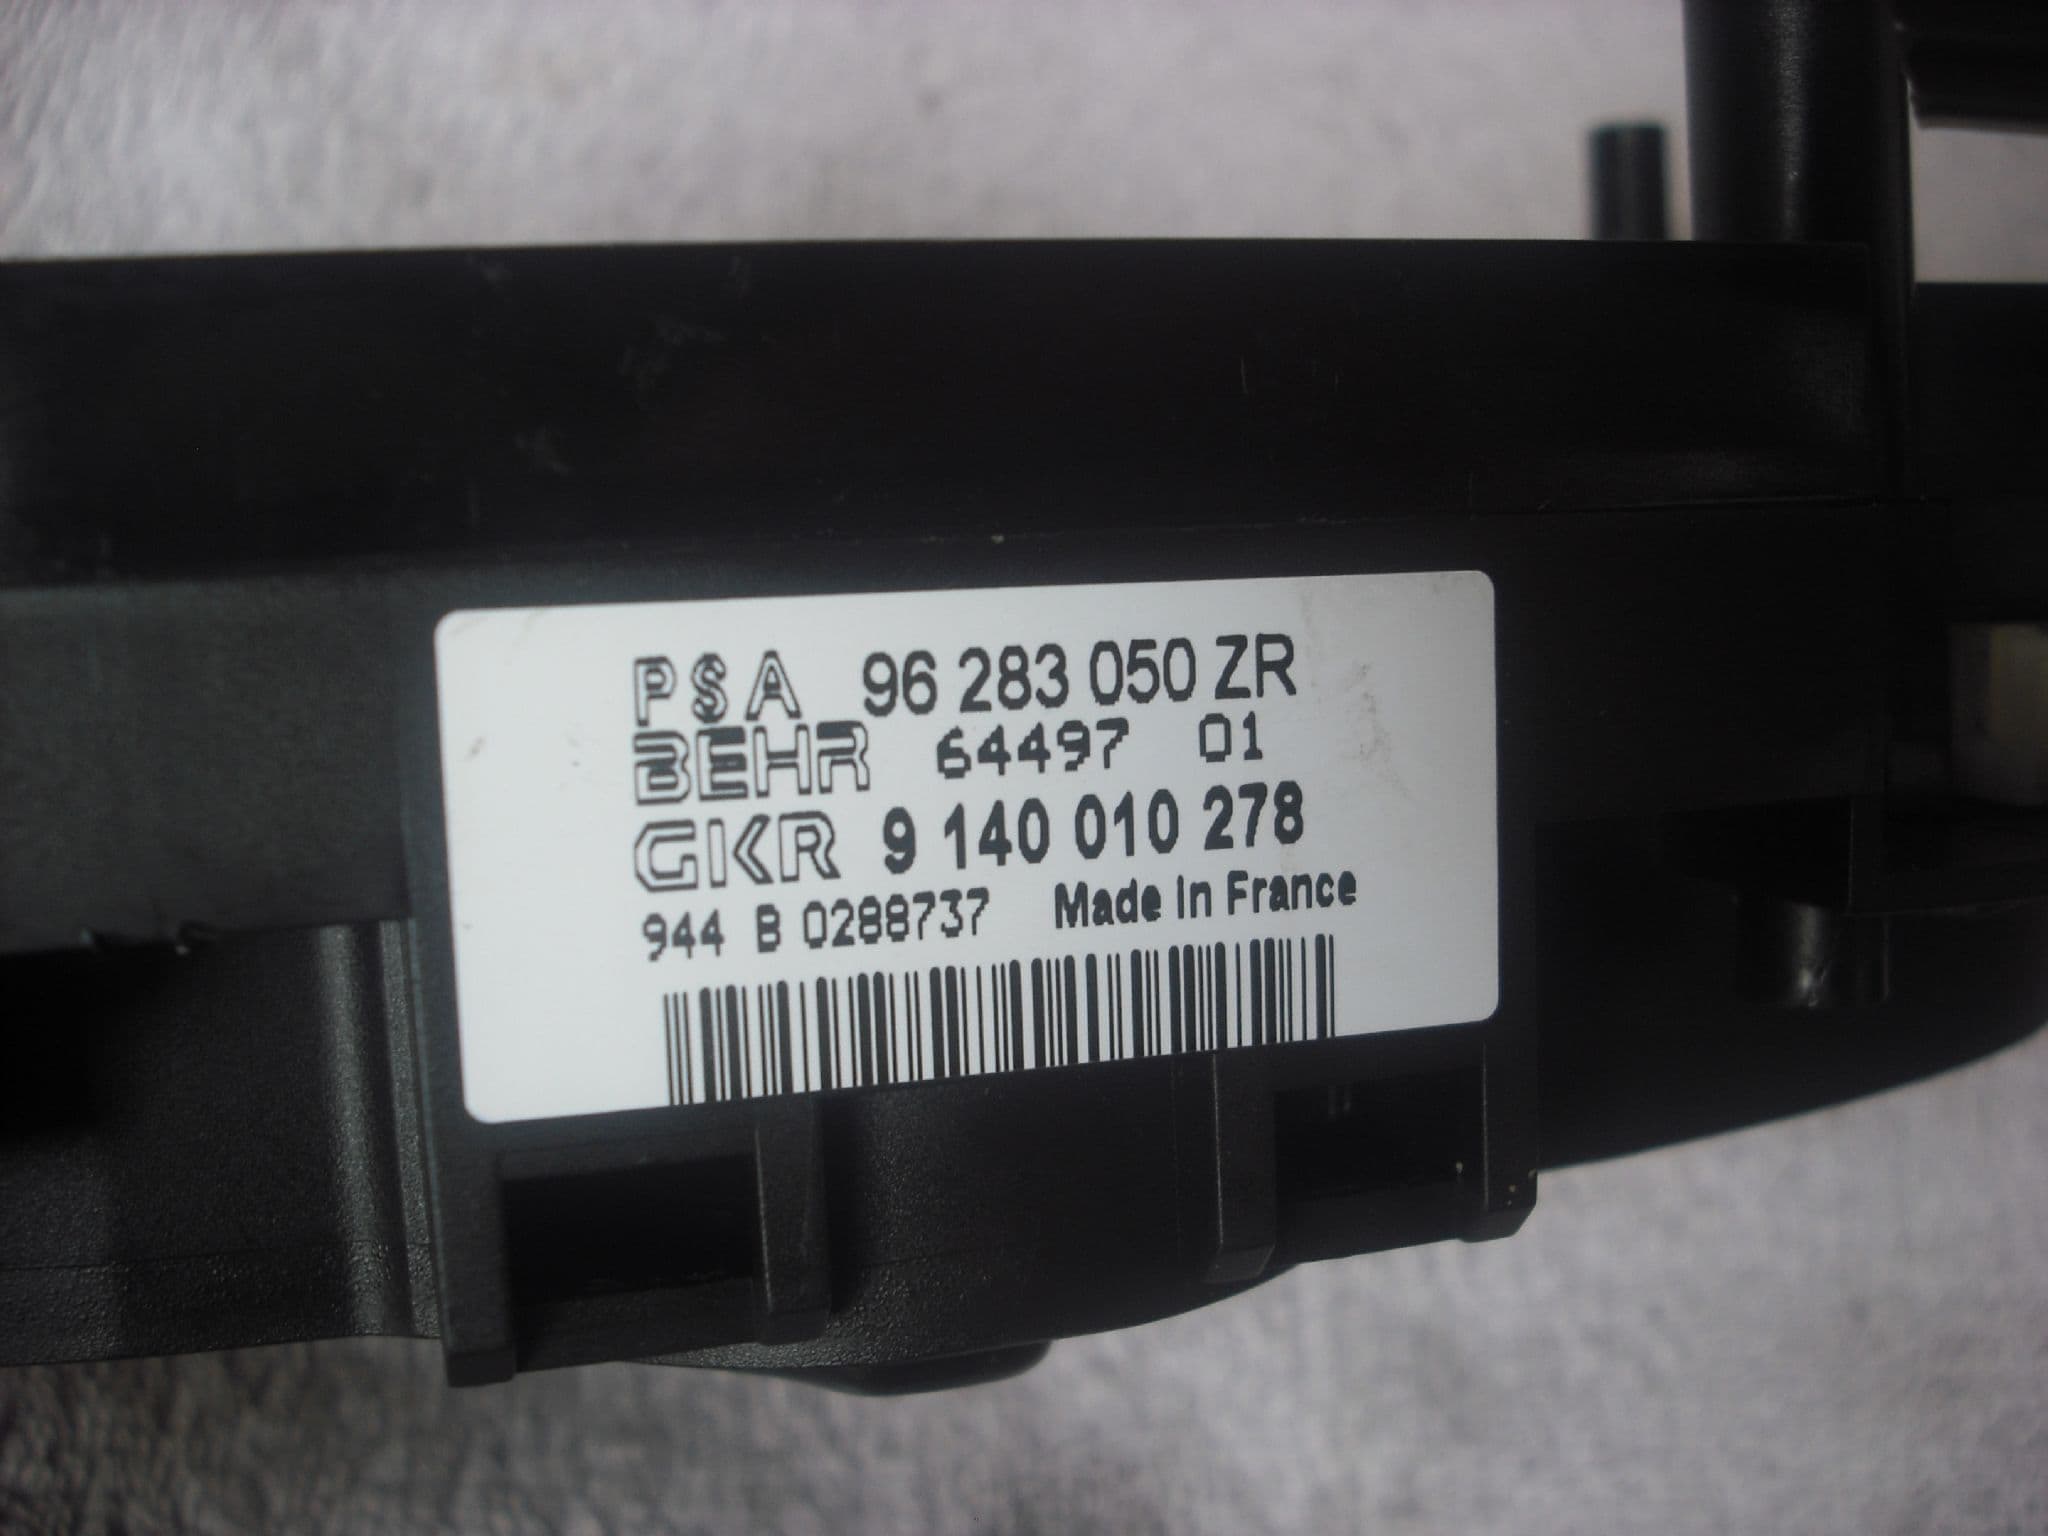 PSA 96 283 050 ZR
BEHR 64497 01
GKR 9 140 010 278
944 B 0288737 Made In France